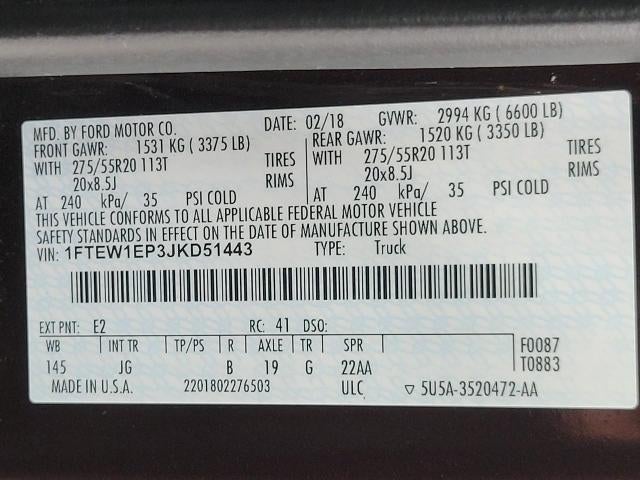 MFD. BY FORD MOTOR CO. DATE: 02/18 GVWR: 2994 KG ( 6600 LB)
FRONT GAWR: 1531 KG ( 3375 LB) REAR GAWR: 1520 KG ( 3350 LB)
WITH 275/55R20 113T TIRES WITH 275/55R20 113T TIRES
20x8.5J RIMS 20x8.5J RIMS
AT 240 kPa/ 35 PSI COLD AT 240 kPa/ 35 PSI COLD
THIS VEHICLE CONFORMS TO ALL APPLICABLE FEDERAL MOTOR VEHICLE
SAFETY STANDARDS IN EFFECT ON THE DATE OF MANUFACTURE SHOWN ABOVE.
VIN: 1FTEW1EP3JKD51443 TYPE: Truck
EXT PNT: E2 RC: 41 DSO:
WB INT TR TP/PS R AXLE TR SPR F0087
145 JG B 19 G 22AA T0883
MADE IN U.S.A. 2201802276503 ULC ▽ 5U5A-3520472-AA